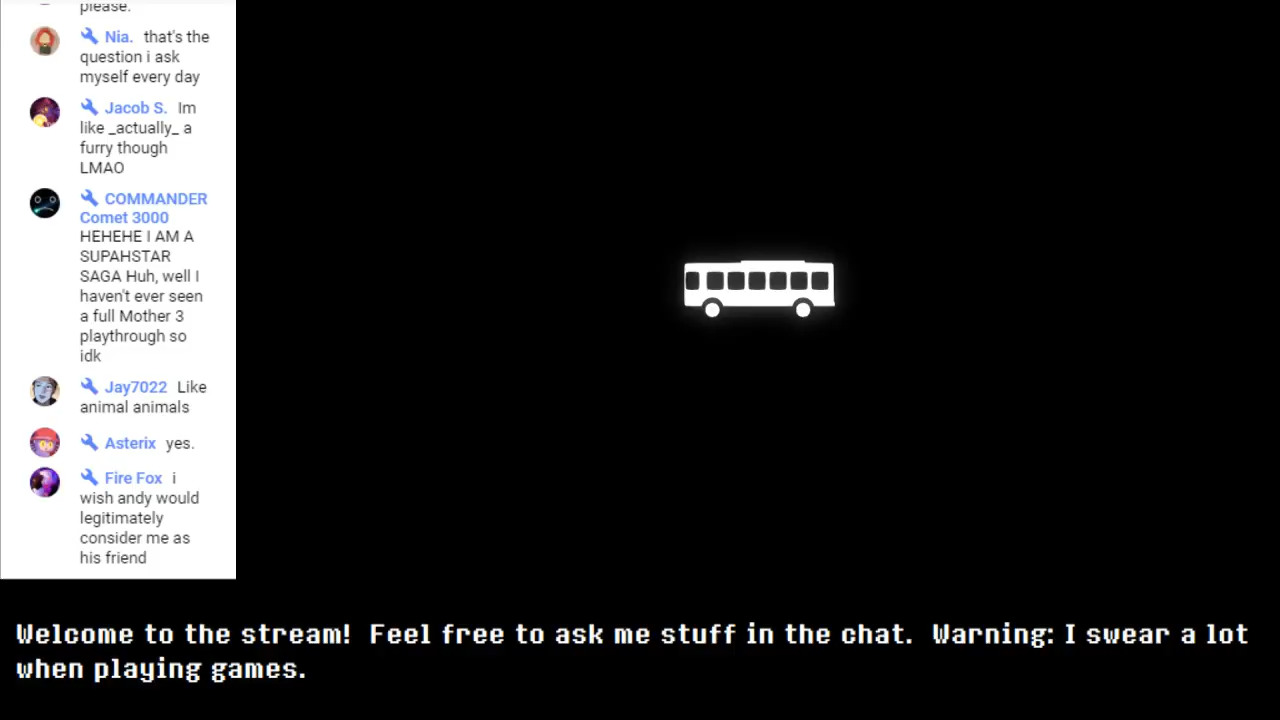 please.
Nia. that's the
question i ask
myself every day
Jacob S. Im
like _actually_ a
furry though
LMAO
COMMANDER
Comet 3000
HEHEHE I AM A
SUPAHSTAR
SAGA Huh, well I
haven't ever seen
a full Mother 3
playthrough so
idk
Jay7022 Like
animal animals
Asterix yes.
Fire Fox i
wish andy would
legitimately
consider me as
his friend
Welcome to the stream! Feel free to ask me stuff in the chat. Warning: I swear a lot
when playing games.